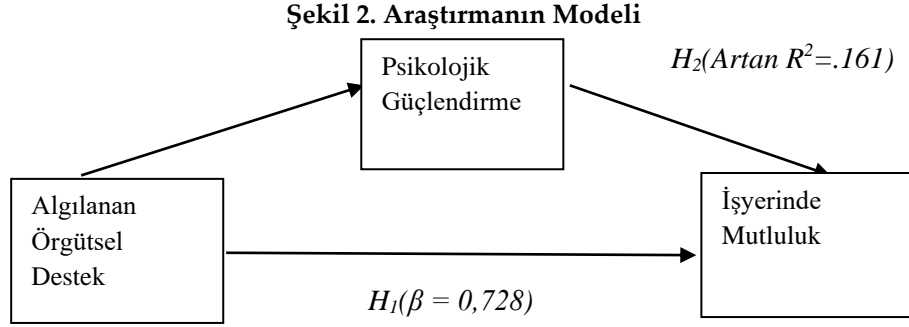 Şekil 2. Araştırmanın Modeli
Psikolojik
Güçlendirme
H₂(Artan R²=.161)
Algılanan
Örgütsel
Destek
İşyerinde
Mutluluk
H₁(β = 0,728)